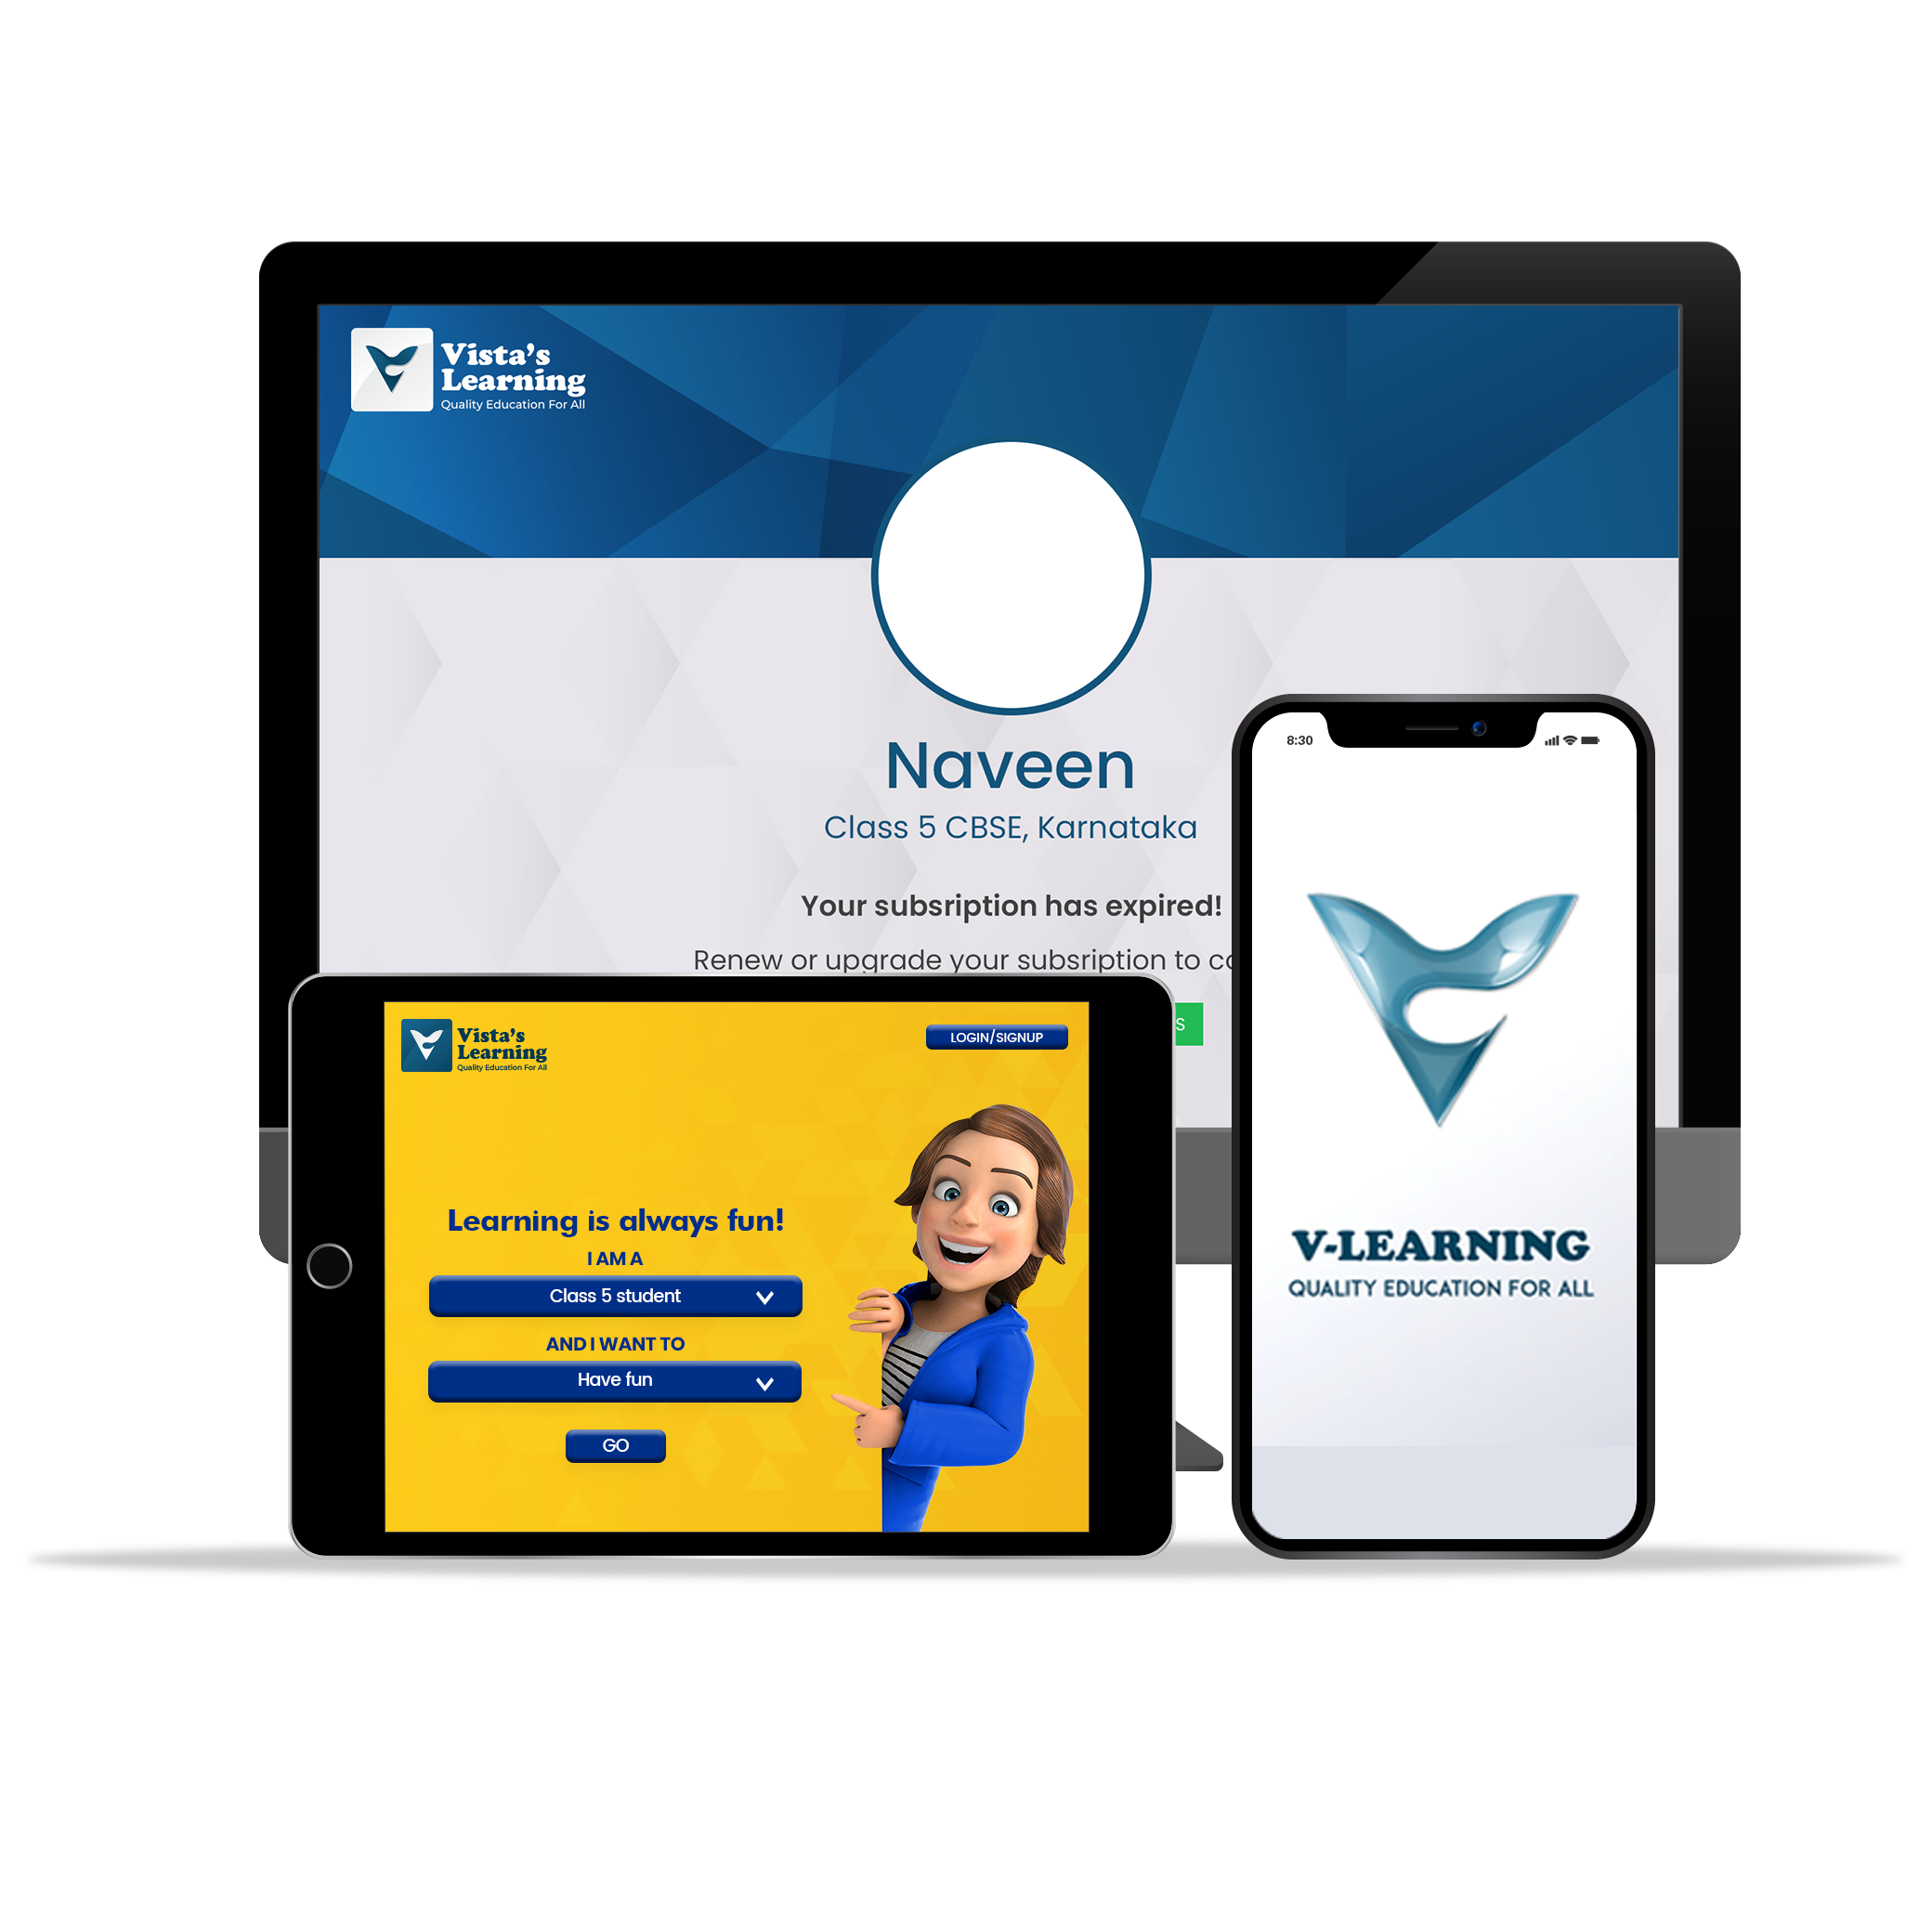 Vista's
Learning
Quality Education For All
Naveen
Class 5 CBSE, Karnataka
Your subsription has expired!
Renew or upgrade your subsription to
S
Vista's
Learning
Quality Education For All
LOGIN/SIGNUP
Learning is always fun!
I AM A
Class 5 student
AND I WANT TO
Have fun
GO
8:30
V-LEARNING
QUALITY EDUCATION FOR ALL